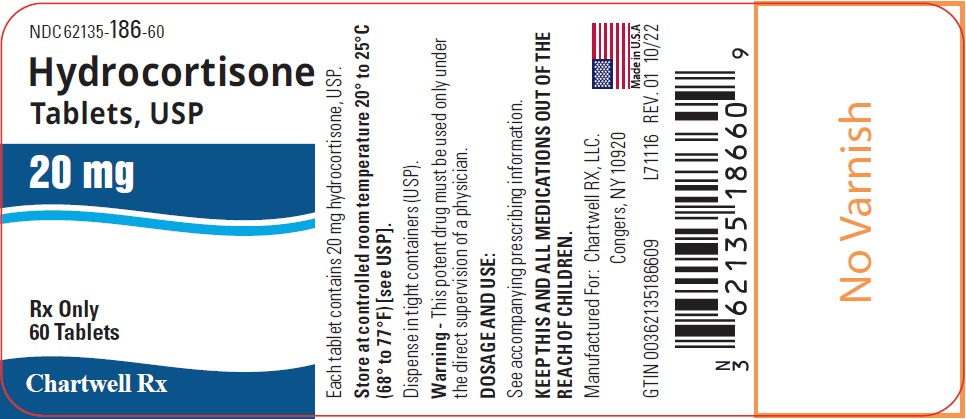 NDC 62135-186-60
Hydrocortisone
Tablets, USP
20 mg
Rx Only
60 Tablets
Chartwell Rx
Each tablet contains 20 mg hydrocortisone, USP.
Store at controlled room temperature 20° to 25°C
(68° to 77°F) [see USP].
Dispense in tight containers (USP).
Warning - This potent drug must be used only under
the direct supervision of a physician.
DOSAGE AND USE:
See accompanying prescribing information.
KEEP THIS AND ALL MEDICATIONS OUT OF THE
REACH OF CHILDREN.
Manufactured For: Chartwell RX, LLC.
Congers, NY 10920
Made in U.S.A
GTIN 00362135186609 L71116 REV. 01 10/22
N
3 62135 18660 9
No Varnish